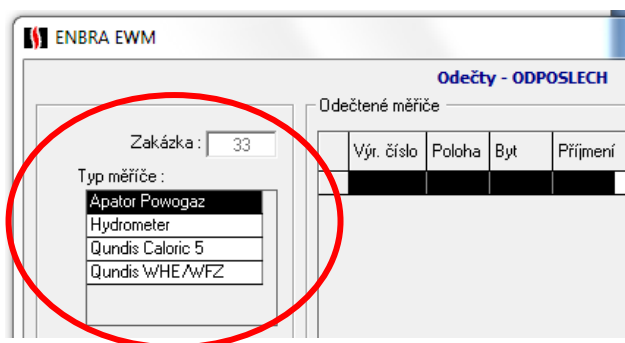 ENBRA EWM
Odečty - ODPOSLECH
Odečtené měřiče
Zakázka : 33
Výr. číslo Poloha Byt Příjmení
Typ měříče :
Apator Powogaz
Hydrometer
Qundis Caloric 5
Qundis WHE/WFZ